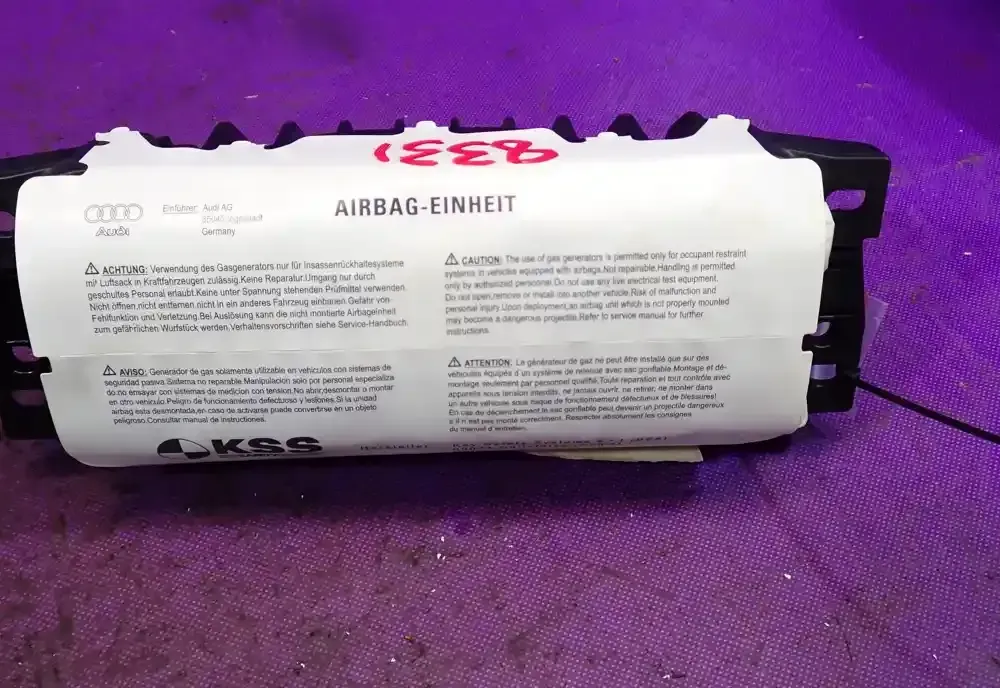 8331
Einführer: Audi AG
Germany
Audi
AIRBAG-EINHEIT
ACHTUNG: Verwendung des Gasgenerators nur für Insassenrückhaltesysteme
mit Luftsack in Kraftfahrzeugen zulässig.Keine Reparatur.Umgang nur durch
geschultes Personal erlaubt.Keine unter Spannung stehenden Prüfmittel verwenden.
Nicht öffnen,nicht entfernen,nicht in ein anderes Fahrzeug einbauen.Gefahr von
Fehlfunktion und Verletzung.Bei Auslösung kann die nicht montierte Airbageinheit
zum gefährlichen Wurfstück werden.Verhaltensvorschriften siehe Service-Handbuch.
CAUTION: The use of gas generators is permitted only for occupant restraint
systems in vehicles equipped with airbags.Not repairable.Handling is permitted
only by authorized personnel.Do not use any live electrical test equipment.
Do not open,remove or install into another vehicle.Risk of malfunction and
personal injury.Upon deployment,an airbag unit which is not properly mounted
may become a dangerous projectile.Refer to service manual for further
instructions.
AVISO: Generador de gas solamente utilizable en vehículos con sistemas de
seguridad pasiva.Sistema no reparable.Manipulación solo por personal especializa
do.no ensayar con sistemas de medicion con tension.No abrir,desmontar o montar
en otro vehículo.Peligro de funcionamiento defectuoso y lesiones.Si la unidad
airbag esta desmontada,en caso de activarse puede convertirse en un objeto
peligroso.Consultar manual de instrucciones.
ATTENTION: La générateur de gaz ne peut être installé que sur des
véhicules équipés d'un système de retenue avec sac gonflable.Montage et dé-
montage seulement par personnel qualifié.Toute réparation et tout contrôle avec
appareils sous tension interdits, ne jamais ouvrir, ne retirer, ne monter dans
un autre véhicule sous risque de fonctionnement défectueux et de blessures!
En cas de déclenchement le sac gonflable peut devenir un projectile dangereux
s'il n'est pas monté correctement. Respecter absolument les consignes
du manuel d'entretien.
KSS
Hersteller: